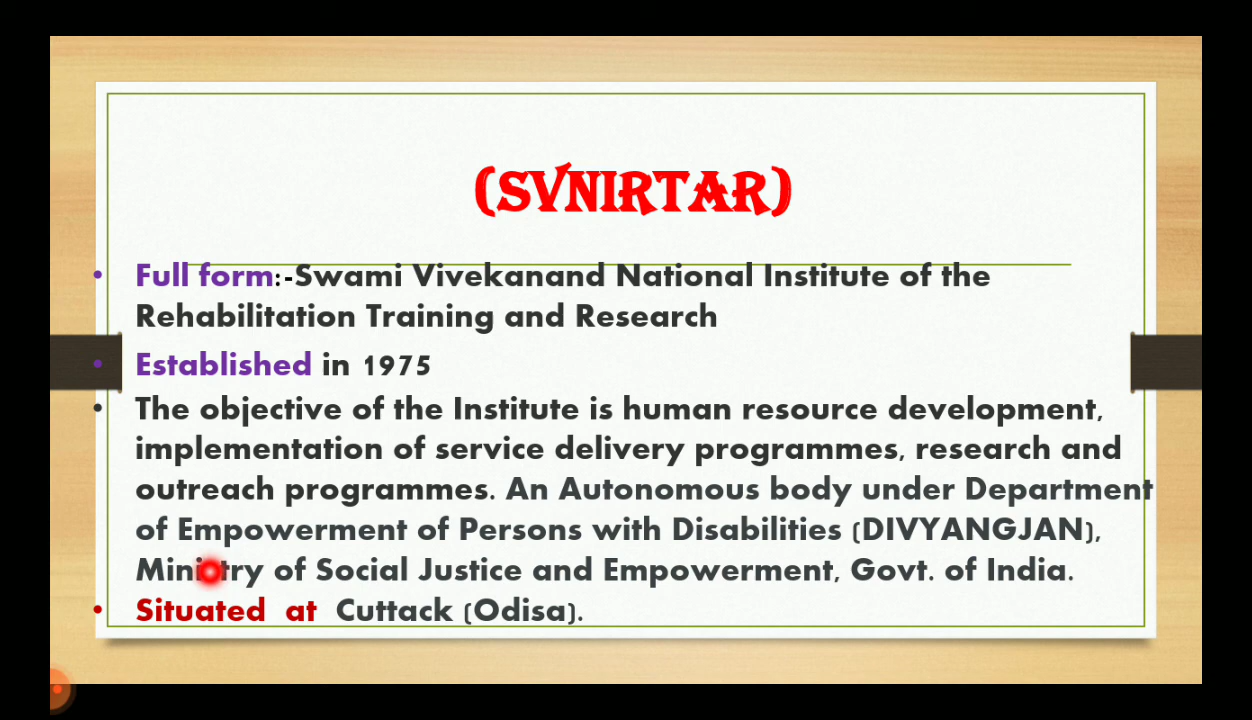 (SVNIRTAR)
• Full form:-Swami Vivekanand National Institute of the
Rehabilitation Training and Research
• Established in 1975
• The objective of the Institute is human resource development,
implementation of service delivery programmes, research and
outreach programmes. An Autonomous body under Department
of Empowerment of Persons with Disabilities (DIVYANGJAN),
Ministry of Social Justice and Empowerment, Govt. of India.
• Situated at Cuttack (Odisa).